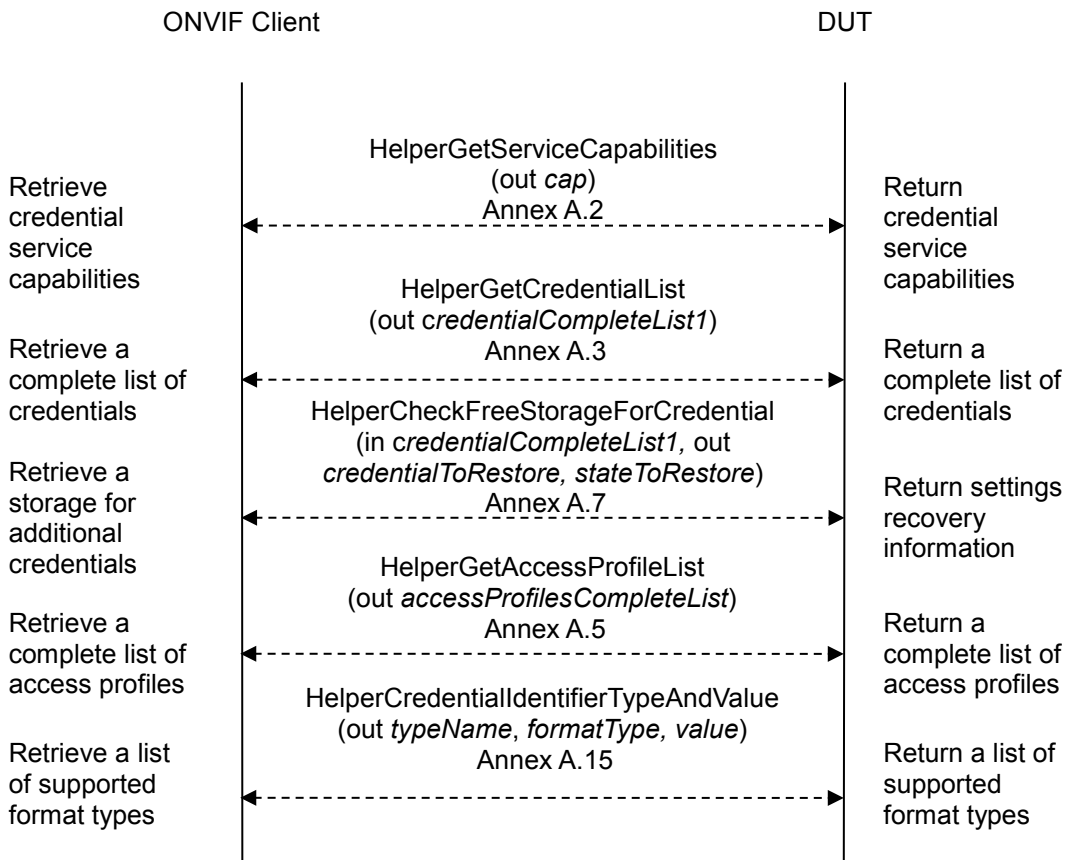 ONVIF Client
DUT
HelperGetServiceCapabilities
(out cap)
Annex A.2
Retrieve
credential
service
capabilities
Return
credential
service
capabilities
HelperGetCredentialList
(out credentialCompleteList1)
Annex A.3
Retrieve a
complete list of
credentials
Return a
complete list of
credentials
HelperCheckFreeStorageForCredential
(in credentialCompleteList1, out
credentialToRestore, stateToRestore)
Annex A.7
Retrieve a
storage for
additional
credentials
Return settings
recovery
information
HelperGetAccessProfileList
(out accessProfilesCompleteList)
Annex A.5
Retrieve a
complete list of
access profiles
Return a
complete list of
access profiles
HelperCredentialIdentifierTypeAndValue
(out typeName, formatType, value)
Annex A.15
Retrieve a list
of supported
format types
Return a list of
supported
format types